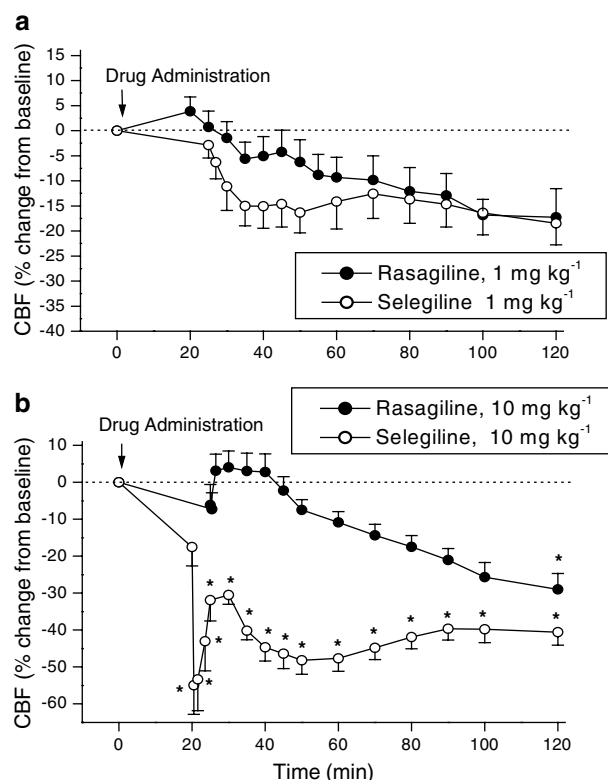 a
Drug Administration
CBF (% change from baseline)
15
10
5
0
-5
-10
-15
-20
-25
-30
-35
-40
Rasagiline, 1 mg kg⁻¹
Selegiline 1 mg kg⁻¹
0 20 40 60 80 100 120
b
Rasagiline, 10 mg kg⁻¹
Selegiline, 10 mg kg⁻¹
Drug Administration
CBF (% change from baseline)
10
0
-10
-20
-30
-40
-50
-60
* * * * * * * * * * * * * * *
0 20 40 60 80 100 120
Time (min)